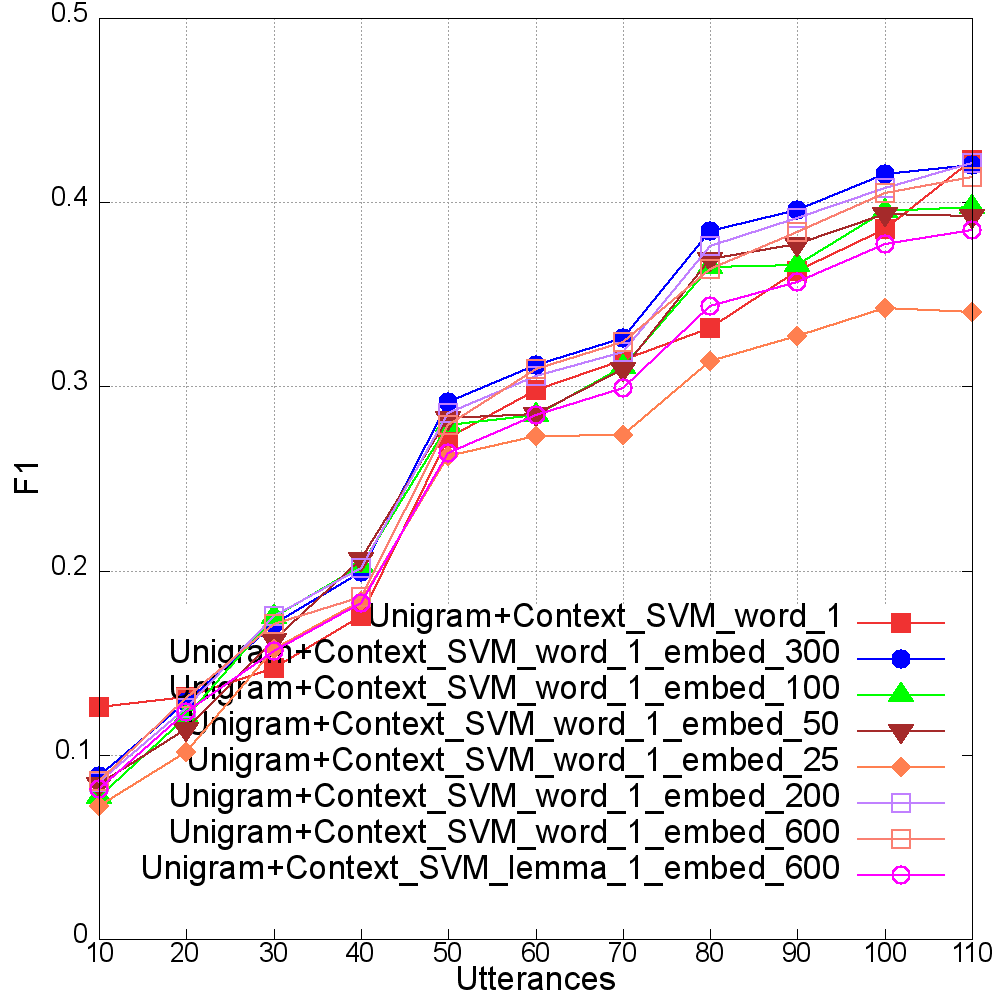 0.5
0.4
0.3
0.2
0.1
0
F1
Unigram+Context_SVM_word_1
Unigram+Context_SVM_word_1_embed_300
Unigram+Context_SVM_word_1_embed_100
Unigram+Context_SVM_word_1_embed_50
Unigram+Context_SVM_word_1_embed_25
Unigram+Context_SVM_word_1_embed_200
Unigram+Context_SVM_word_1_embed_600
Unigram+Context_SVM_lemma_1_embed_600
10 20 30 40 50 60 70 80 90 100 110
Utterances